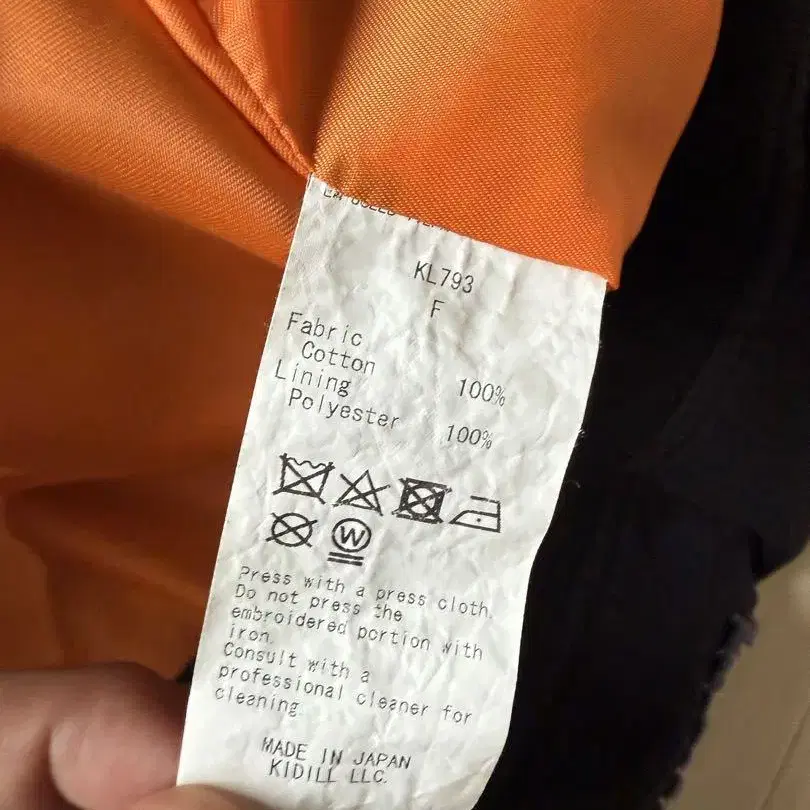 KL793
F
Fabric
Cotton 100%
Lining
Polyester 100%
W
Press with a press cloth.
Do not press the
embroidered portion with
iron.
Consult with a
professional cleaner for
cleaning.
MADE IN JAPAN
KIDILL LLC.